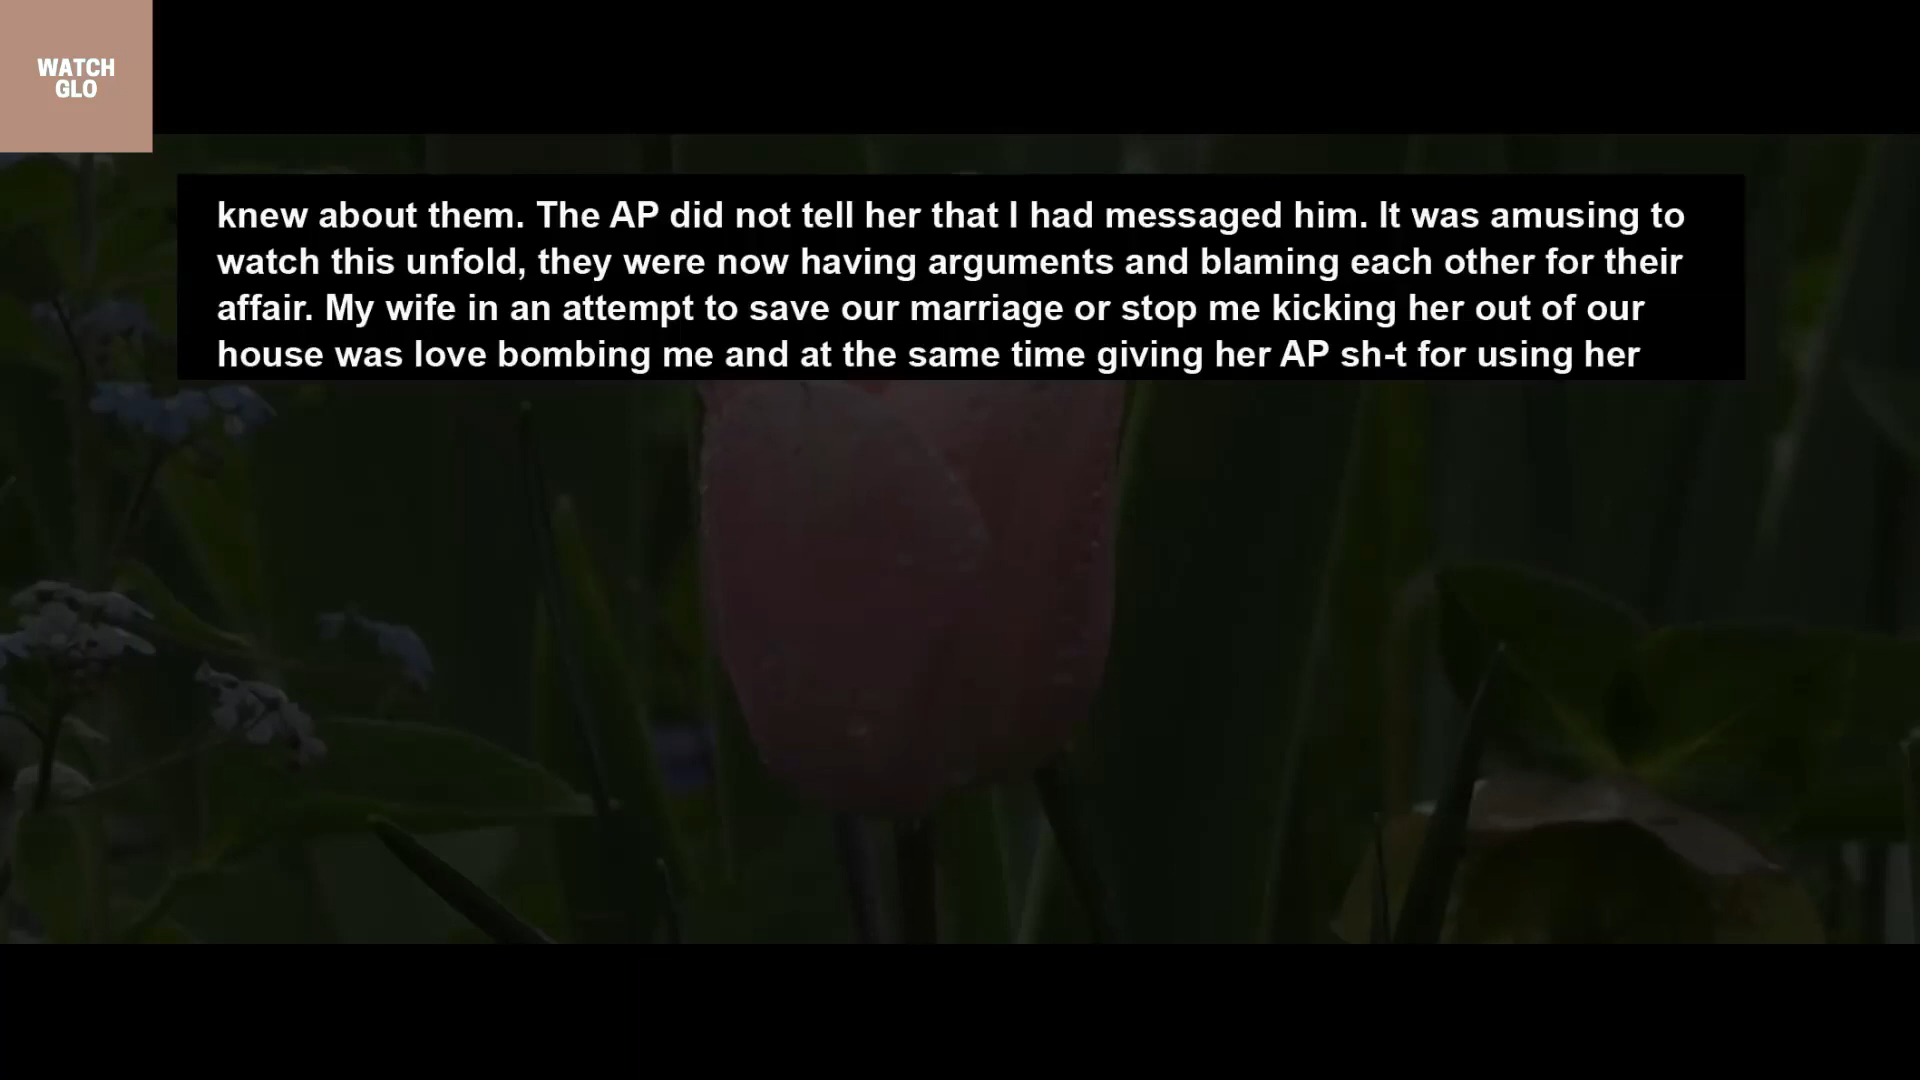 WATCH
GLO
knew about them. The AP did not tell her that I had messaged him. It was amusing to
watch this unfold, they were now having arguments and blaming each other for their
affair. My wife in an attempt to save our marriage or stop me kicking her out of our
house was love bombing me and at the same time giving her AP sh-t for using her